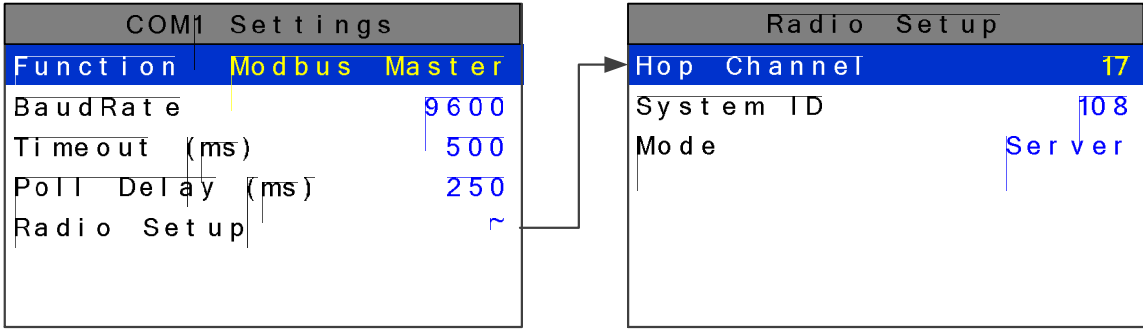 COM1 Settings
Function Modbus Master
BaudRate 9600
Timeout (ms) 500
Poll Delay (ms) 250
Radio Setup ~
Radio Setup
Hop Channel 17
System ID 108
Mode Server